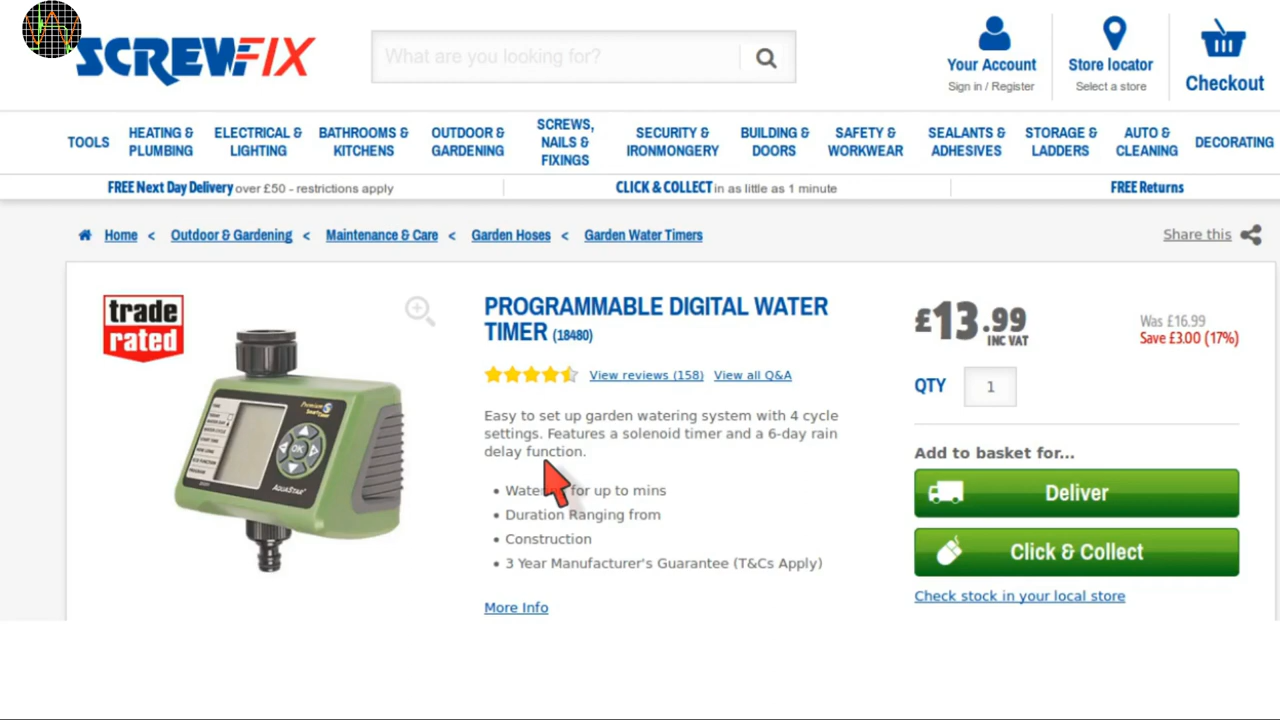 SCREWFIX
What are you looking for?
Your Account
Sign in / Register
Store locator
Select a store
Checkout
TOOLS
HEATING &
PLUMBING
ELECTRICAL &
LIGHTING
BATHROOMS &
KITCHENS
OUTDOOR &
GARDENING
SCREWS,
NAILS &
FIXINGS
SECURITY &
IRONMONGERY
BUILDING &
DOORS
SAFETY &
WORKWEAR
SEALANTS &
ADHESIVES
STORAGE &
LADDERS
AUTO &
CLEANING
DECORATING
FREE Next Day Delivery over £50 - restrictions apply
CLICK & COLLECT in as little as 1 minute
FREE Returns
Home < Outdoor & Gardening < Maintenance & Care < Garden Hoses < Garden Water Timers
Share this
trade
rated
OK
AQUASTAR
PROGRAMMABLE DIGITAL WATER
TIMER (18480)
View reviews (158) View all Q&A
Easy to set up garden watering system with 4 cycle
settings. Features a solenoid timer and a 6-day rain
delay function.
• for up to mins
• Duration Ranging from
• Construction
• 3 Year Manufacturer's Guarantee (T&Cs Apply)
More Info
£13.99
INC VAT
Was £16.99
Save £3.00 (17%)
QTY 1
Add to basket for...
Deliver
Click & Collect
Check stock in your local store